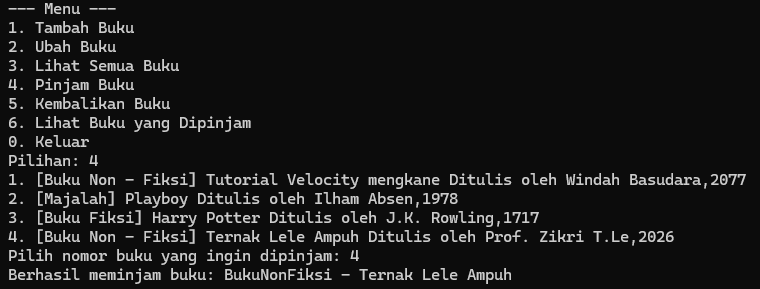 --- Menu ---
1. Tambah Buku
2. Ubah Buku
3. Lihat Semua Buku
4. Pinjam Buku
5. Kembalikan Buku
6. Lihat Buku yang Dipinjam
0. Keluar
Pilihan: 4
1. [Buku Non - Fiksi] Tutorial Velocity mengkane Ditulis oleh Windah Basudara,2077
2. [Majalah] Playboy Ditulis oleh Ilham Absen,1978
3. [Buku Fiksi] Harry Potter Ditulis oleh J.K. Rowling,1717
4. [Buku Non - Fiksi] Ternak Lele Ampuh Ditulis oleh Prof. Zikri T.Le,2026
Pilih nomor buku yang ingin dipinjam: 4
Berhasil meminjam buku: BukuNonFiksi - Ternak Lele Ampuh